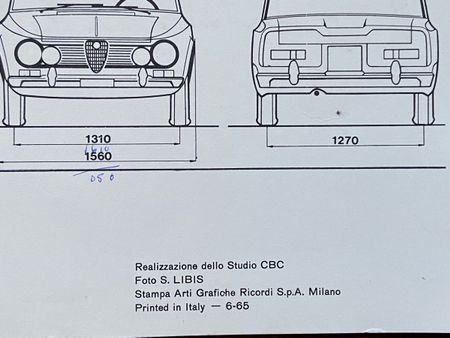 1310
1270
1560
050
Realizzazione dello Studio CBC
Foto S. LIBIS
Stampa Arti Grafiche Ricordi S.p.A. Milano
Printed in Italy — 6-65